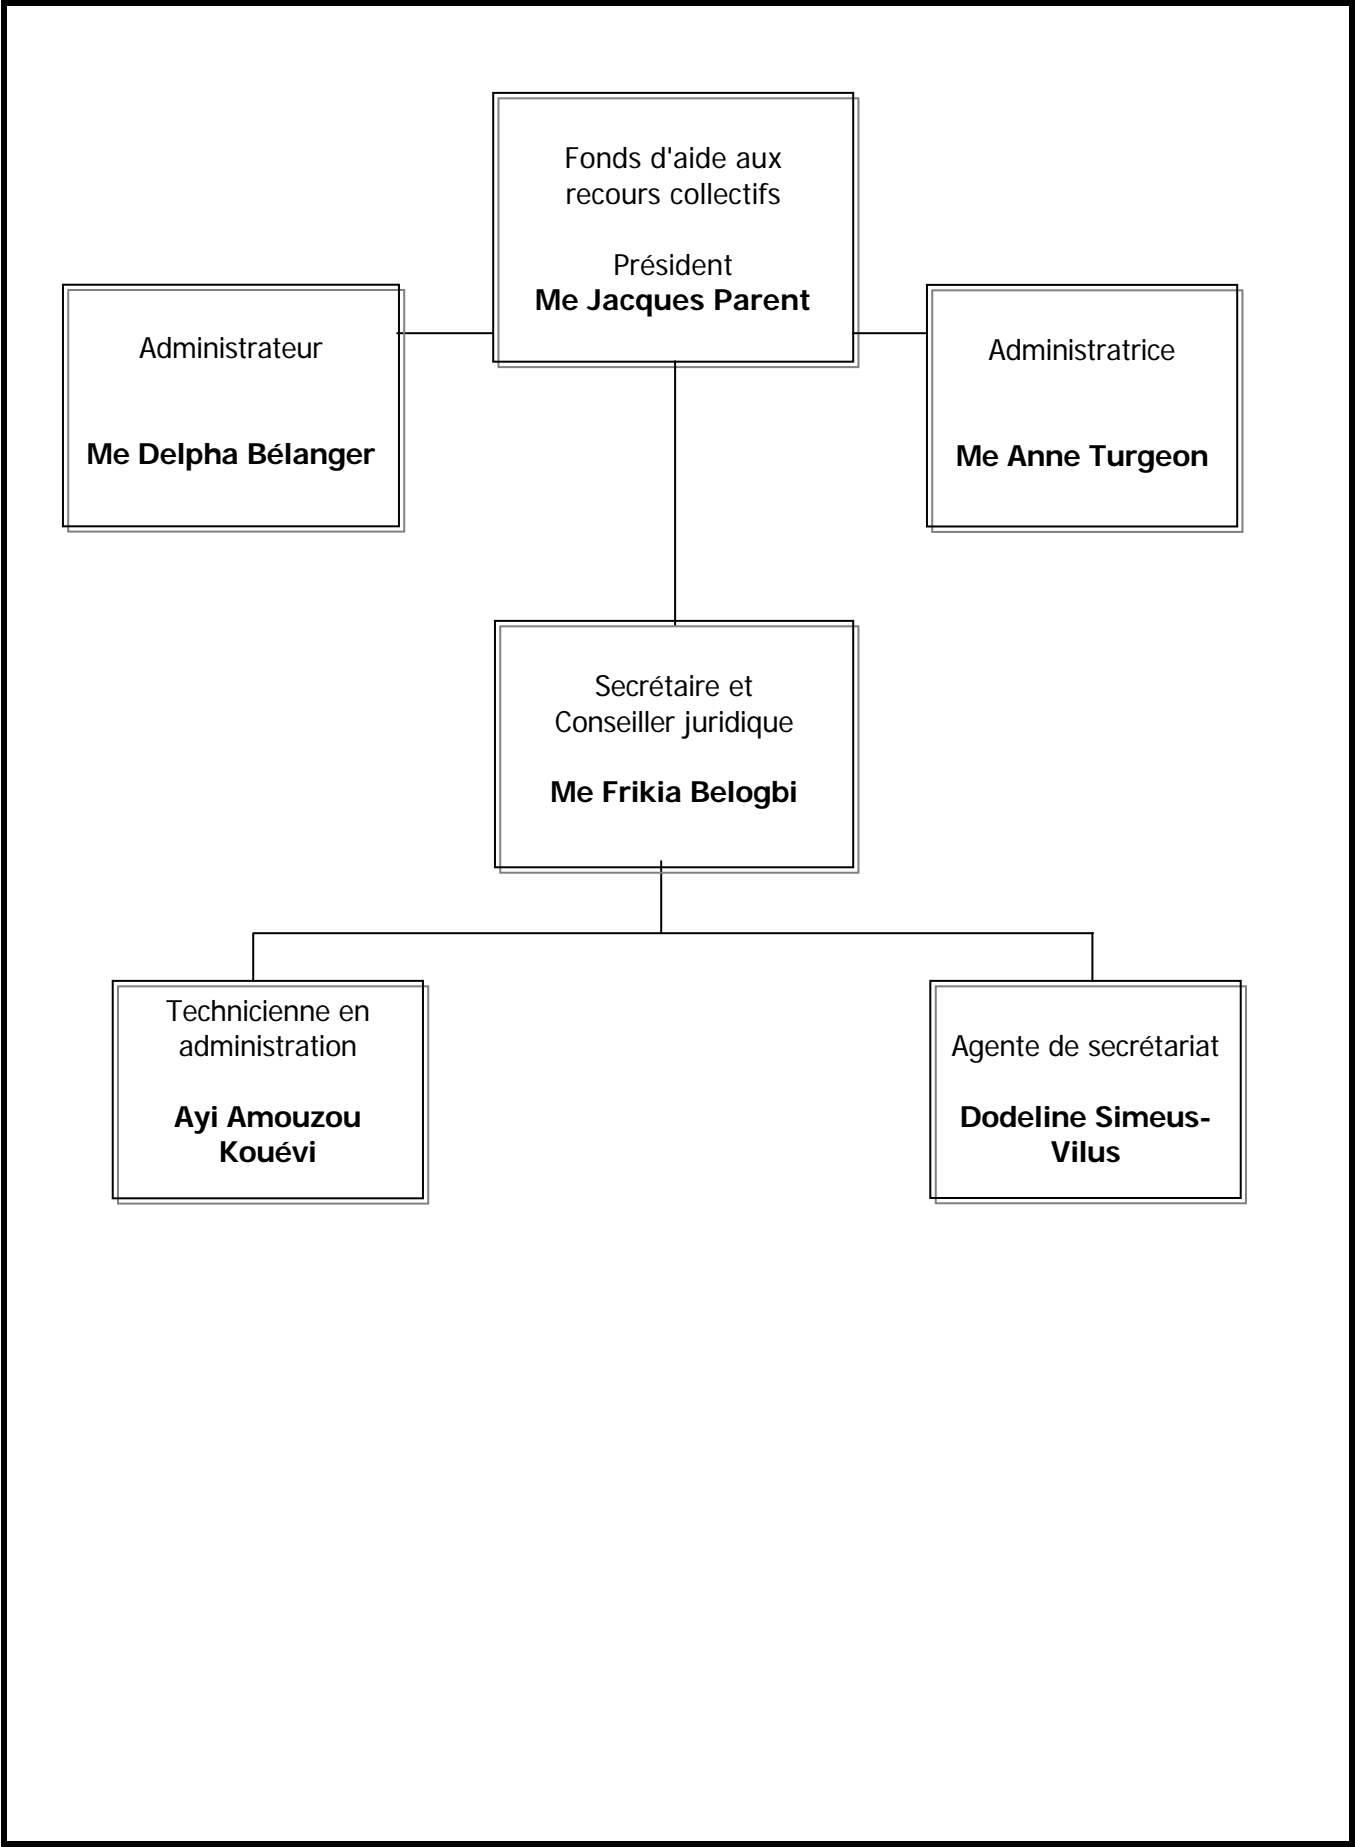 Fonds d'aide aux
recours collectifs
Président
Me Jacques Parent
Administrateur
Me Delpha Bélanger
Administratrice
Me Anne Turgeon
Secrétaire et
Conseiller juridique
Me Frikia Belogbi
Technicienne en
administration
Ayi Amouzou
Kouévi
Agente de secrétariat
Dodeline Simeus-
Vilus